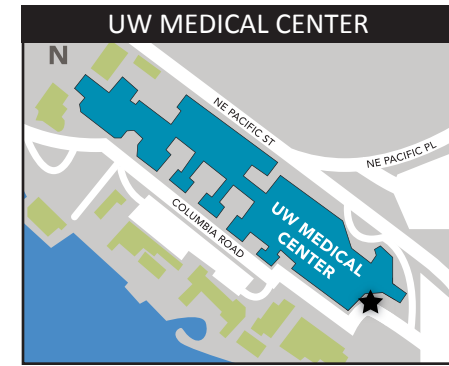 UW MEDICAL CENTER
N
NE PACIFIC ST
NE PACIFIC PL
COLUMBIA ROAD
UW MEDICAL
CENTER